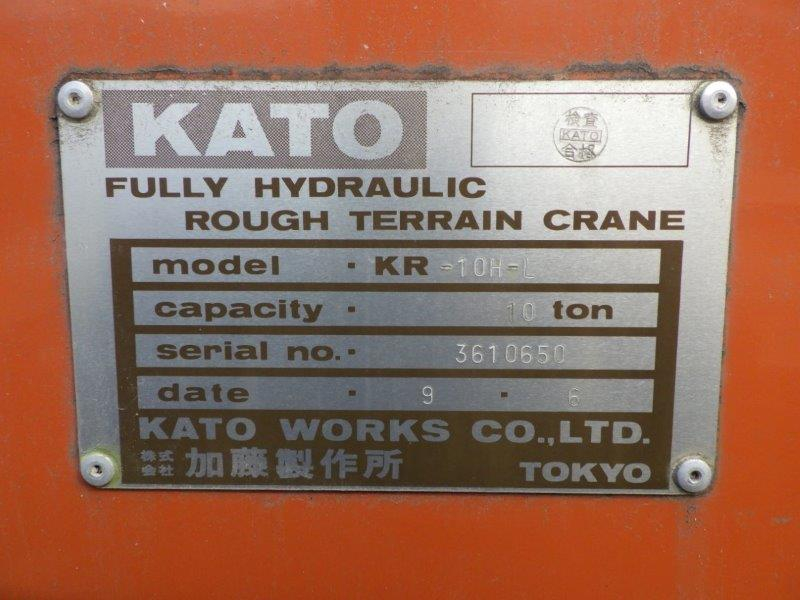 KATO
検査
KATO
合格
FULLY HYDRAULIC
ROUGH TERRAIN CRANE
model · KR -10H-L
capacity · 10 ton
serial no. · 3610650
date · 9 · 6
KATO WORKS CO.,LTD.
株式会社 加藤製作所 TOKYO